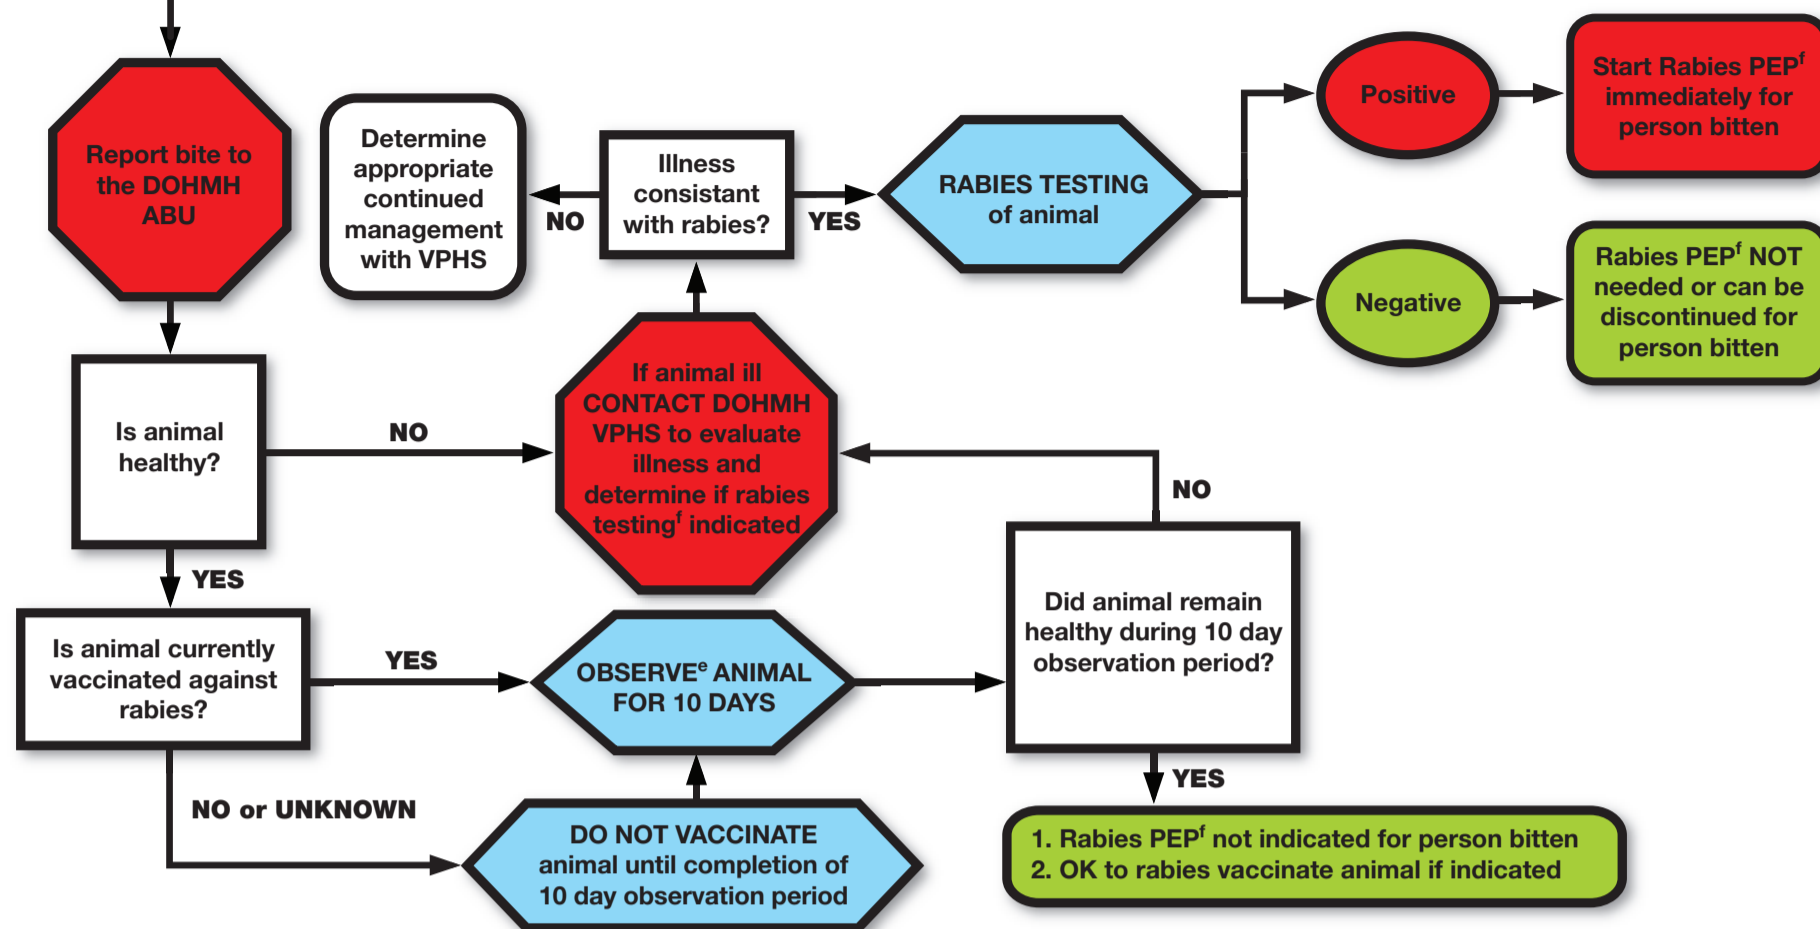 Report bite to
the DOHMH
ABU
Determine
appropriate
continued
management
with VPHS
NO
Illness
consistant
with rabies?
YES
RABIES TESTING
of animal
Positive
Start Rabies PEPᶠ
immediately for
person bitten
Negative
Rabies PEPᶠ NOT
needed or can be
discontinued for
person bitten
Is animal
healthy?
NO
If animal ill
CONTACT DOHMH
VPHS to evaluate
illness and
determine if rabies
testingᶠ indicated
NO
YES
Is animal currently
vaccinated against
rabies?
YES
OBSERVEᵉ ANIMAL
FOR 10 DAYS
Did animal remain
healthy during 10 day
observation period?
NO or UNKNOWN
DO NOT VACCINATE
animal until completion of
10 day observation period
YES
1. Rabies PEPᶠ not indicated for person bitten
2. OK to rabies vaccinate animal if indicated